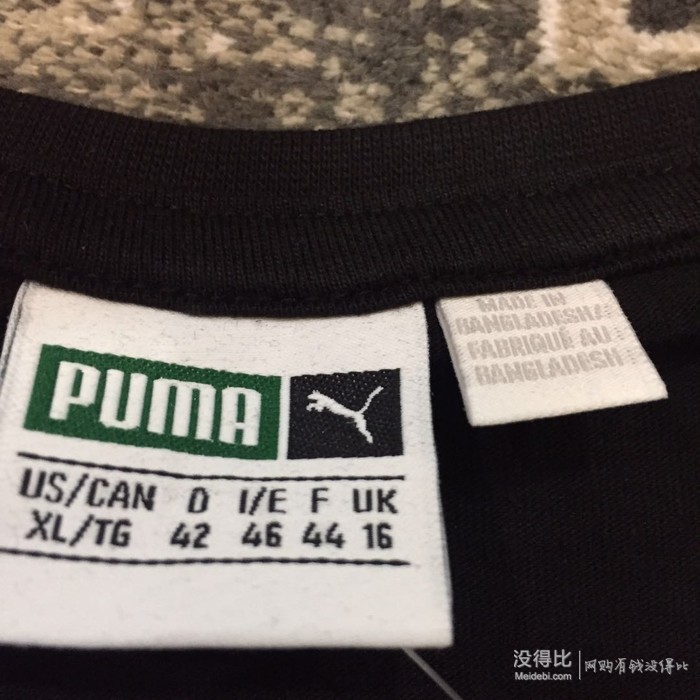 PUMA
US/CAN D I/E F UK
XL/TG 42 46 44 16
MADE IN
BANGLADESH/
FABRIQUÉ AU
BANGLADESH
没得比 网购有钱没得比
Meidebi.com